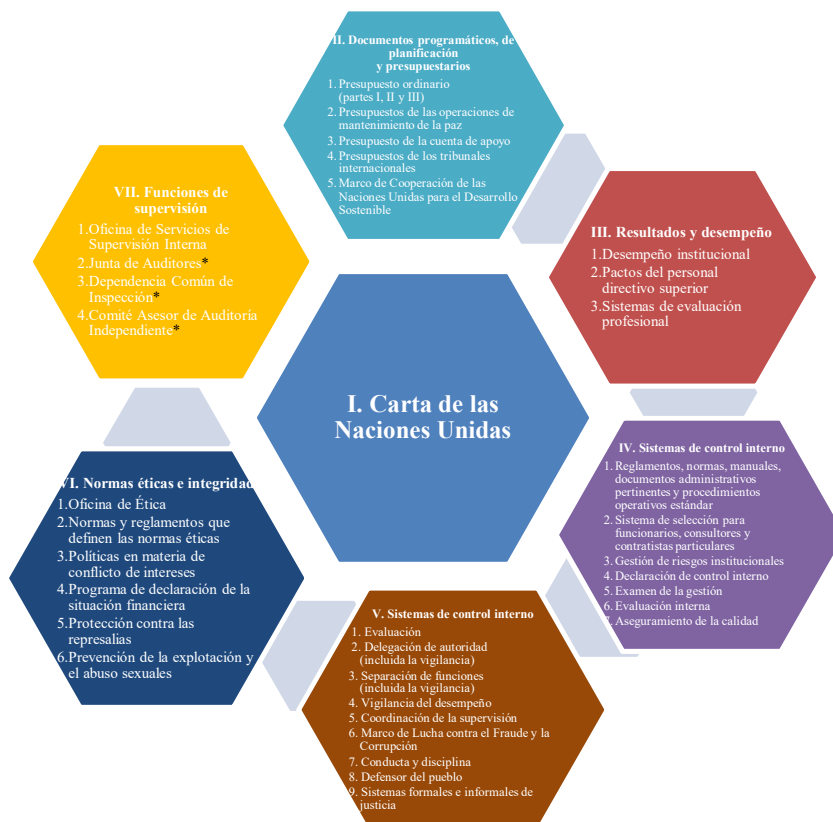 II. Documentos programáticos, de
planificación
y presupuestarios
1. Presupuesto ordinario
(partes I, II y III)
2. Presupuestos de las operaciones de
mantenimiento de la paz
3. Presupuesto de la cuenta de apoyo
4. Presupuestos de los tribunales
internacionales
5. Marco de Cooperación de las
Naciones Unidas para el Desarrollo
Sostenible
VII. Funciones de
supervisión
1.Oficina de Servicios de
Supervisión Interna
2.Junta de Auditores*
3.Dependencia Común de
Inspección*
4.Comité Asesor de Auditoría
Independiente*
III. Resultados y desempeño
1.Desempeño institucional
2.Pactos del personal
directivo superior
3.Sistemas de evaluación
profesional
I. Carta de las
Naciones Unidas
IV. Sistemas de control interno
1. Reglamentos, normas, manuales,
documentos administrativos
pertinentes y procedimientos
operativos estándar
2. Sistema de selección para
funcionarios, consultores y
contratistas particulares
3. Gestión de riesgos institucionales
4. Declaración de control interno
5. Examen de la gestión
6. Evaluación interna
7. Aseguramiento de la calidad
VI. Normas éticas e integridad
1.Oficina de Ética
2.Normas y reglamentos que
definen las normas éticas
3.Políticas en materia de
conflicto de intereses
4.Programa de declaración de la
situación financiera
5.Protección contra las
represalias
6.Prevención de la explotación y
el abuso sexuales
V. Sistemas de control interno
1. Evaluación
2. Delegación de autoridad
(incluida la vigilancia)
3. Separación de funciones
(incluida la vigilancia)
4. Vigilancia del desempeño
5. Coordinación de la supervisión
6. Marco de Lucha contra el Fraude y la
Corrupción
7. Conducta y disciplina
8. Defensor del pueblo
9. Sistemas formales e informales de
justicia